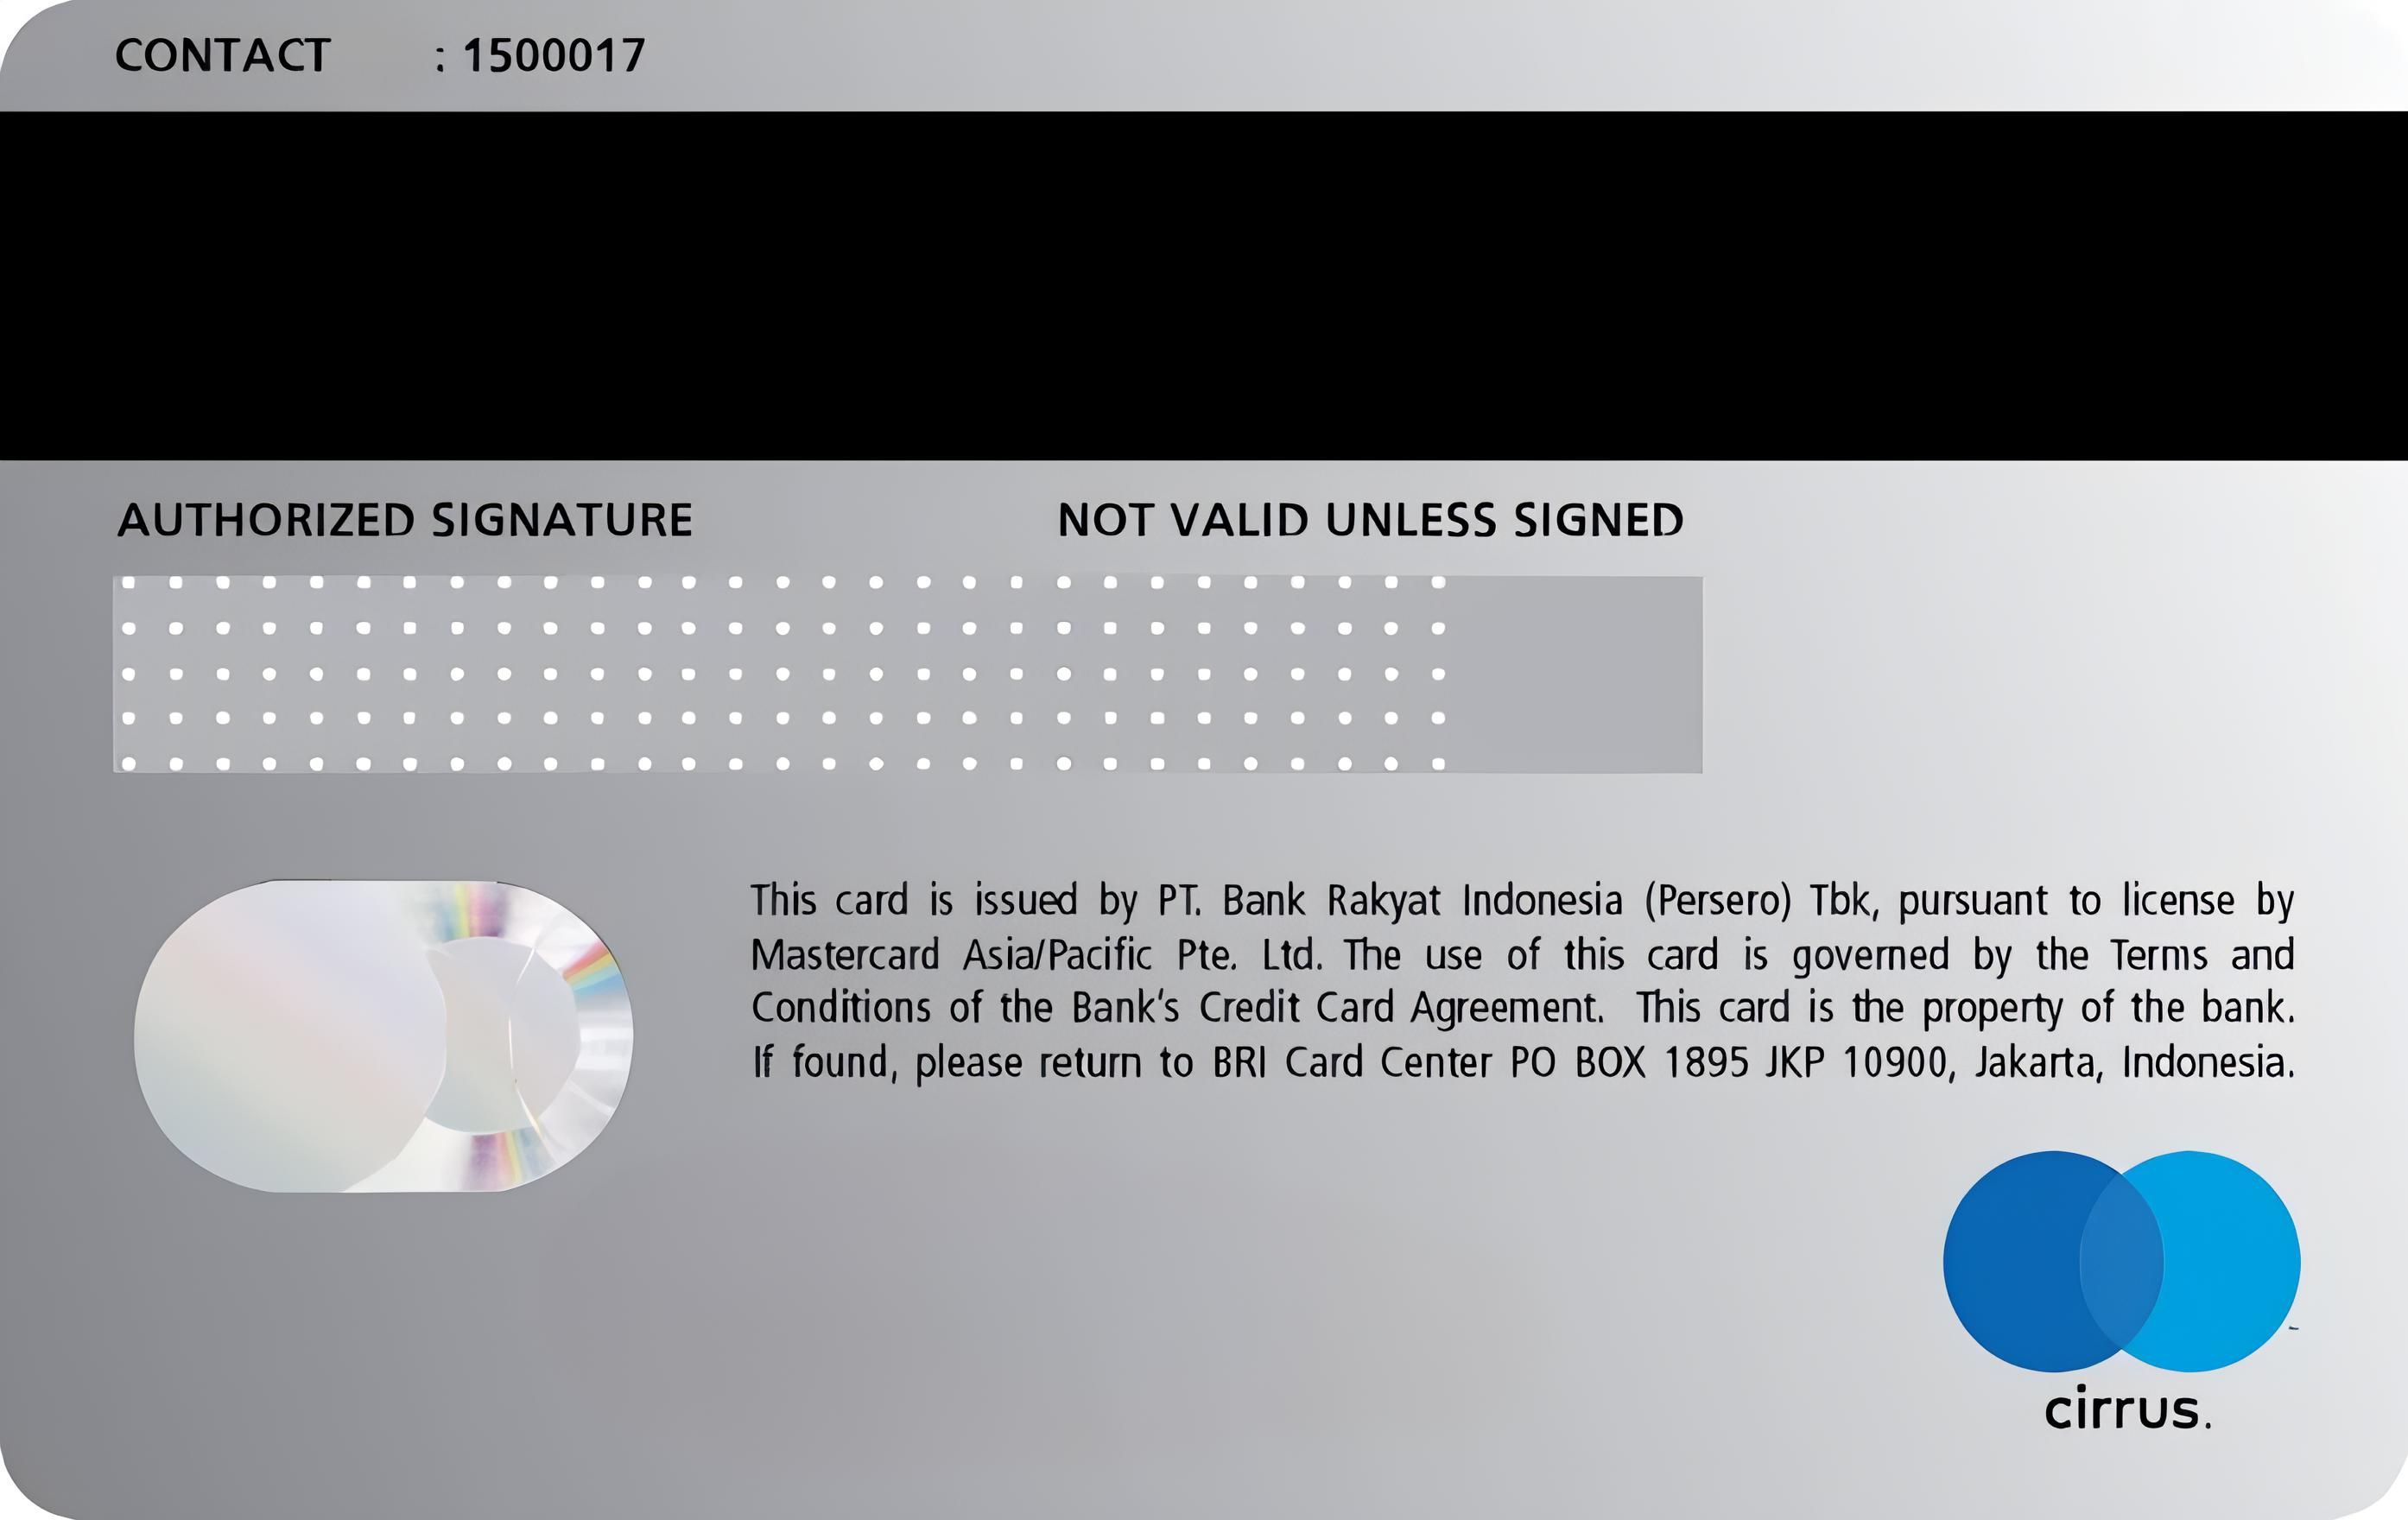 CONTACT : 1500017
AUTHORIZED SIGNATURE NOT VALID UNLESS SIGNED
This card is issued by PT. Bank Rakyat Indonesia (Persero) Tbk, pursuant to license by
Mastercard Asia/Pacific Pte. Ltd. The use of this card is governed by the Terms and
Conditions of the Bank's Credit Card Agreement. This card is the property of the bank.
If found, please return to BRI Card Center PO BOX 1895 JKP 10900, Jakarta, Indonesia.
cirrus.